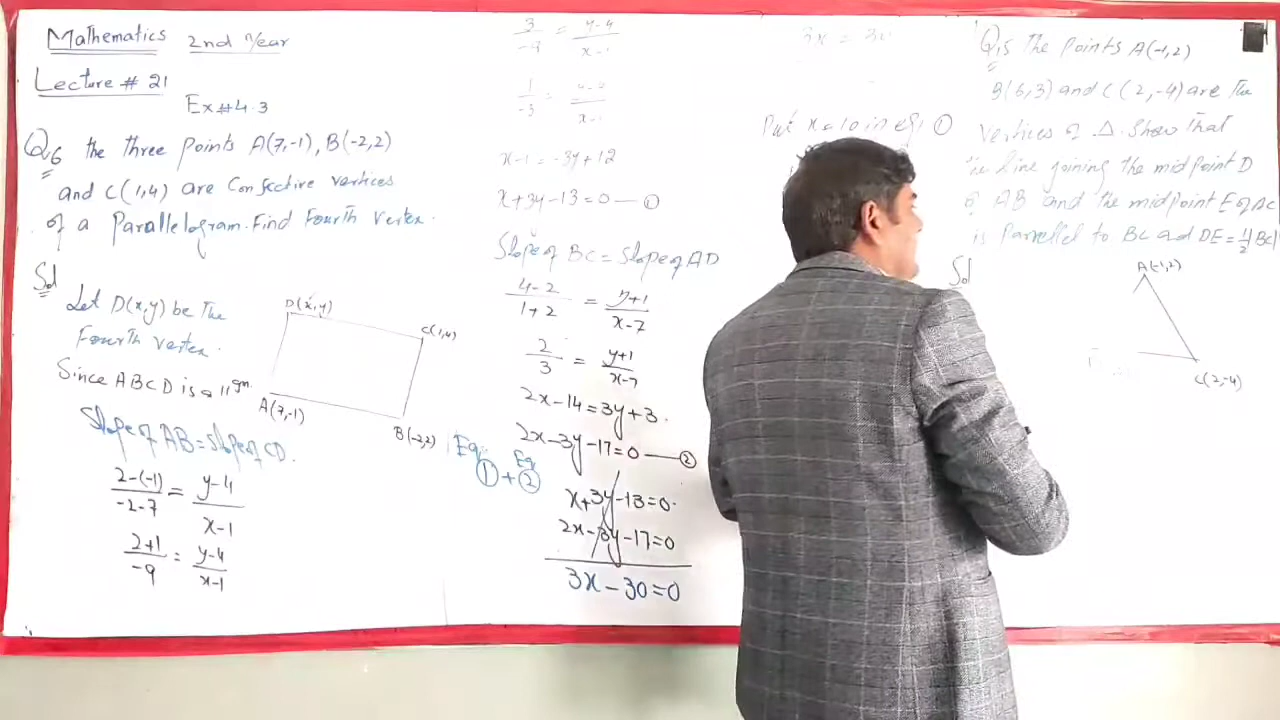 Mathematics 2nd Year
Lecture # 21
Ex # 4.3
Q.6 the three points A(7,-1), B(-2,2)
and C(1,4) are Consective vertices
of a Parallelogram. Find Fourth Vertex.
Sol
Let D(x,y) be the
Fourth vertex.
Since ABCD is a ||gm.
D(x,y)
C(1,4)
A(7,-1)
B(-2,2)
Slope of AB = Slope of CD.
2-(-1)/-2-7 = y-4/x-1
2+1/-9 = y-4/x-1
3/-9 = y-4/x-1
1/-3 = y-4/x-1
x-1 = -3y+12
x+3y-13=0 — ①
Slope of BC = Slope of AD
4-2/1+2 = y+1/x-7
2/3 = y+1/x-7
2x-14=3y+3.
2x-3y-17=0 — ②
Eq ① + Eq ②
x+3y-13=0.
2x-3y-17=0
3x-30=0
3x = 30
Put x=10 in eq: ①
Q.5 The Points A(-1,2)
B(6,3) and C(2,-4) are the
vertices of Δ. Show that
the line joining the midpoint D
of AB and the midpoint E of AC
is Parrellel to BC and DE = 1/2 |BC|
Sol
A(-1,2)
C(2,-4)